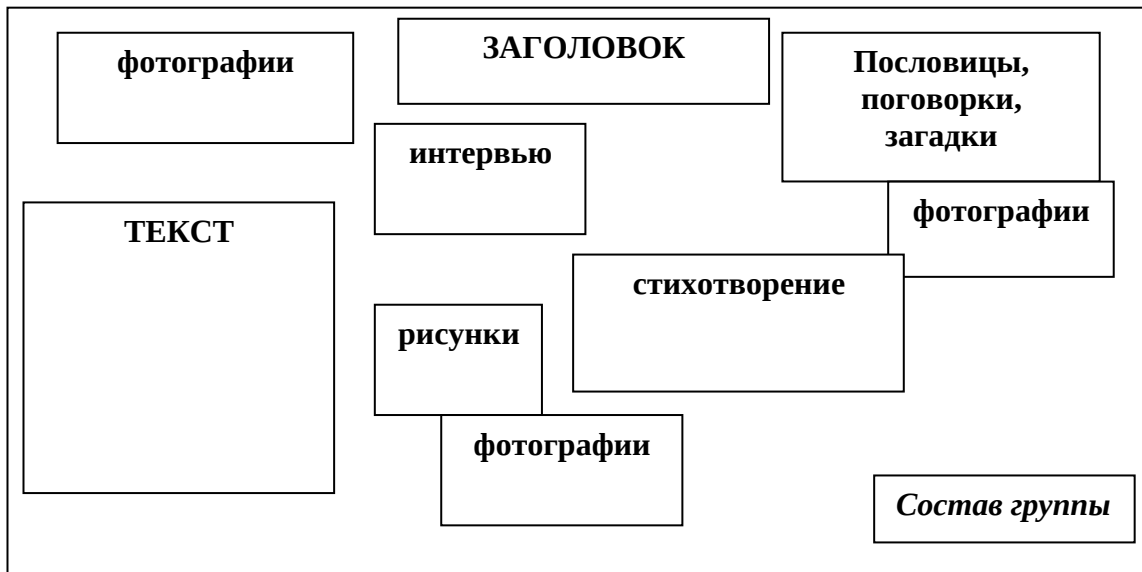 фотографии
ЗАГОЛОВОК
Пословицы,
поговорки,
загадки
интервью
фотографии
ТЕКСТ
стихотворение
рисунки
фотографии
Состав группы